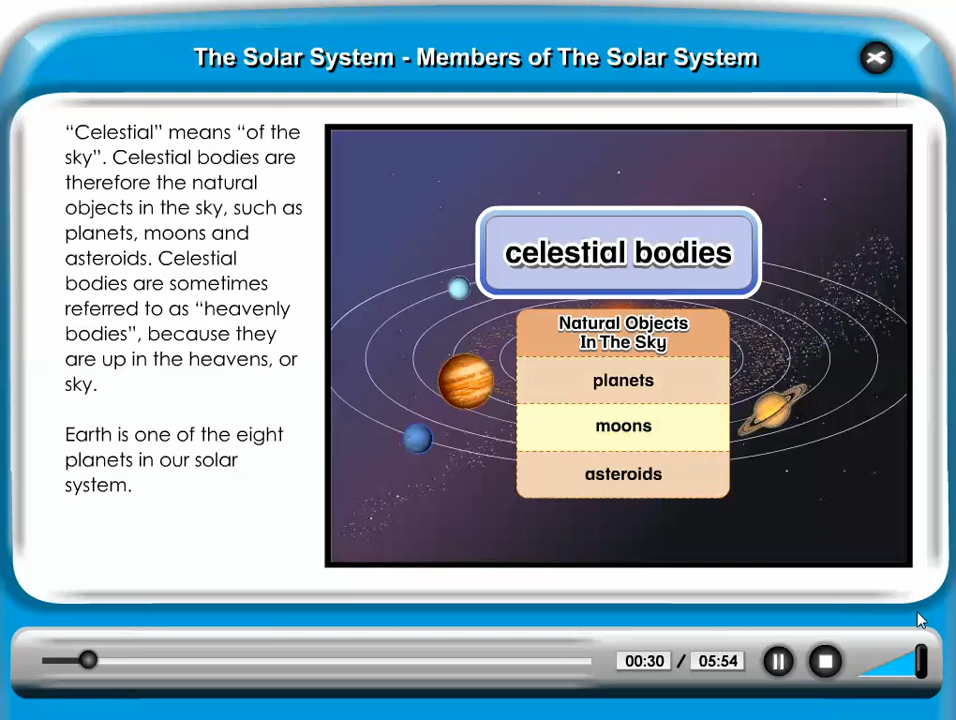 The Solar System - Members of The Solar System
“Celestial” means “of the
sky”. Celestial bodies are
therefore the natural
objects in the sky, such as
planets, moons and
asteroids. Celestial
bodies are sometimes
referred to as “heavenly
bodies”, because they
are up in the heavens, or
sky.
Earth is one of the eight
planets in our solar
system.
celestial bodies
Natural Objects
In The Sky
planets
moons
asteroids
00:30 / 05:54